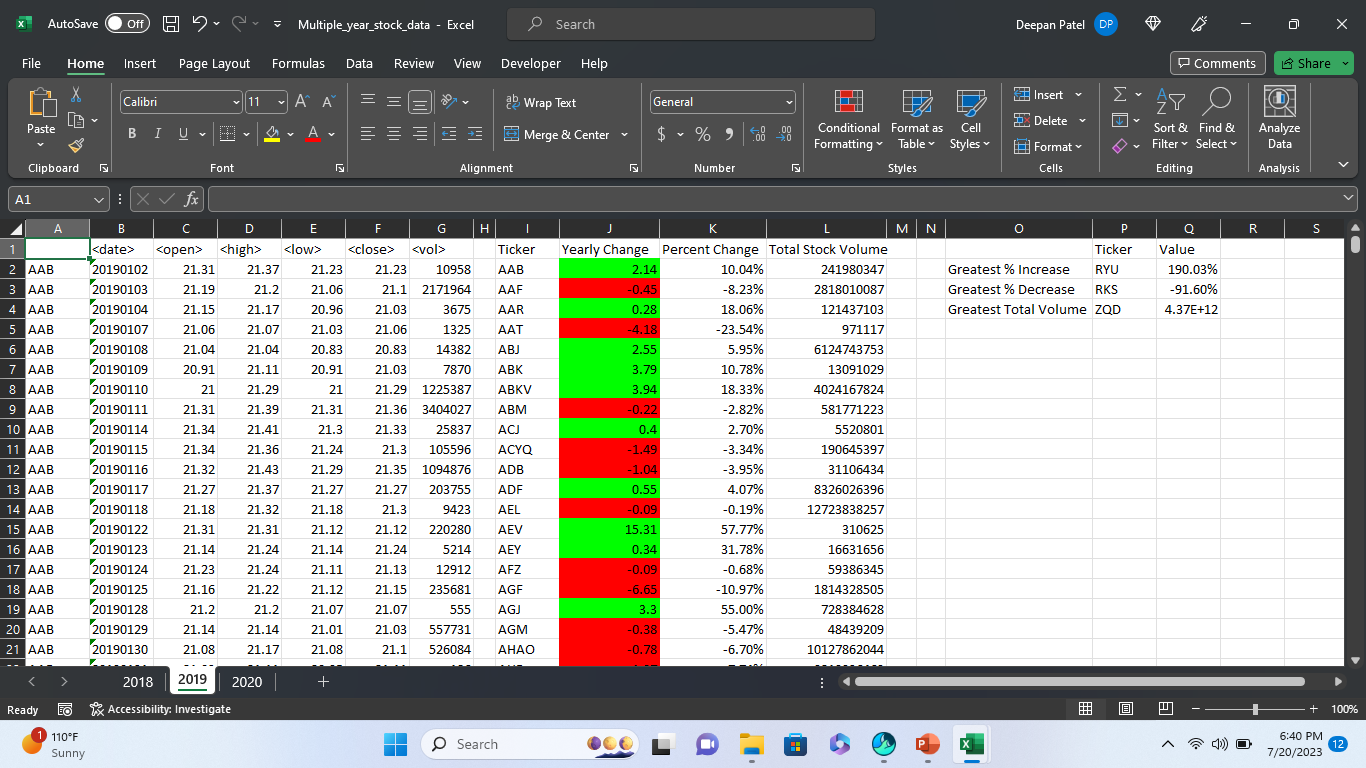 AutoSave Off Multiple_year_stock_data - Excel Search Deepan Patel DP
File Home Insert Page Layout Formulas Data Review View Developer Help Comments Share
Paste Calibri 11 A A Wrap Text General Conditional Formatting Format as Table Cell Styles Insert Sort & Filter Find & Select Analyze Data
B I U A Merge & Center $ % Delete
Format
Clipboard Font Alignment Number Styles Cells Editing Analysis
A1 fx
A B C D E F G H I J K L M N O P Q R S
1 <date> <open> <high> <low> <close> <vol> Ticker Yearly Change Percent Change Total Stock Volume Ticker Value
2 AAB 20190102 21.31 21.37 21.23 21.23 10958 AAB 2.14 10.04% 241980347 Greatest % Increase RYU 190.03%
3 AAB 20190103 21.19 21.2 21.06 21.1 2171964 AAF -0.45 -8.23% 2818010087 Greatest % Decrease RKS -91.60%
4 AAB 20190104 21.15 21.17 20.96 21.03 3675 AAR 0.28 18.06% 121437103 Greatest Total Volume ZQD 4.37E+12
5 AAB 20190107 21.06 21.07 21.03 21.06 1325 AAT -4.18 -23.54% 971117
6 AAB 20190108 21.04 21.04 20.83 20.83 14382 ABJ 2.55 5.95% 6124743753
7 AAB 20190109 20.91 21.11 20.91 21.03 7870 ABK 3.79 10.78% 13091029
8 AAB 20190110 21 21.29 21 21.29 1225387 ABKV 3.94 18.33% 4024167824
9 AAB 20190111 21.31 21.39 21.31 21.36 3404027 ABM -0.22 -2.82% 581771223
10 AAB 20190114 21.34 21.41 21.3 21.33 25837 ACJ 0.4 2.70% 5520801
11 AAB 20190115 21.34 21.36 21.24 21.3 105596 ACYQ -1.49 -3.34% 190645397
12 AAB 20190116 21.32 21.43 21.29 21.35 1094876 ADB -1.04 -3.95% 31106434
13 AAB 20190117 21.27 21.37 21.27 21.27 203755 ADF 0.55 4.07% 8326026396
14 AAB 20190118 21.18 21.32 21.18 21.3 9423 AEL -0.09 -0.19% 12723838257
15 AAB 20190122 21.31 21.31 21.12 21.12 220280 AEV 15.31 57.77% 310625
16 AAB 20190123 21.14 21.24 21.14 21.24 5214 AEY 0.34 31.78% 16631656
17 AAB 20190124 21.23 21.24 21.11 21.13 12912 AFZ -0.09 -0.68% 59386345
18 AAB 20190125 21.16 21.22 21.12 21.15 235681 AGF -6.65 -10.97% 1814328505
19 AAB 20190128 21.2 21.2 21.07 21.07 555 AGJ 3.3 55.00% 728384628
20 AAB 20190129 21.14 21.14 21.01 21.03 557731 AGM -0.38 -5.47% 48439209
21 AAB 20190130 21.08 21.17 21.08 21.1 526084 AHAO -0.78 -6.70% 10127862044
2018 2019 2020
Ready Accessibility: Investigate 100%
1 110°F Search 6:40 PM
Sunny 7/20/2023 12